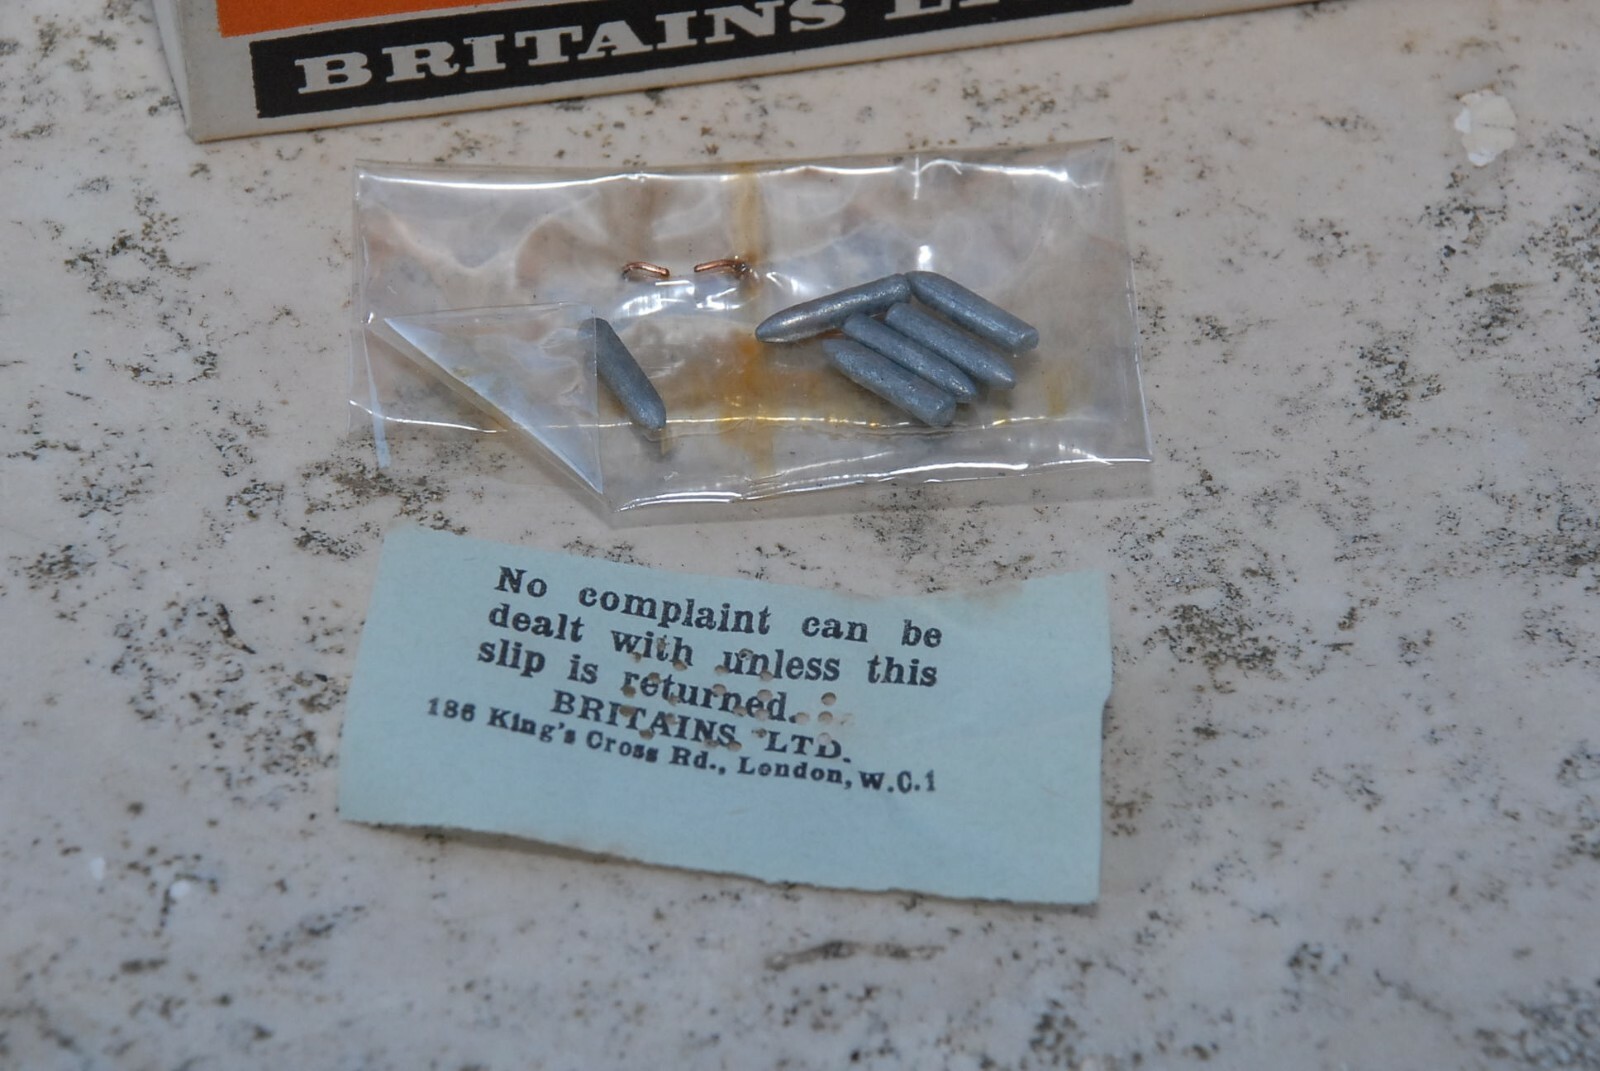 BRITAINS LTD
No complaint can be
dealt with unless this
slip is returned.
BRITAINS LTD.
186 King's Cross Rd., London, W.C.1